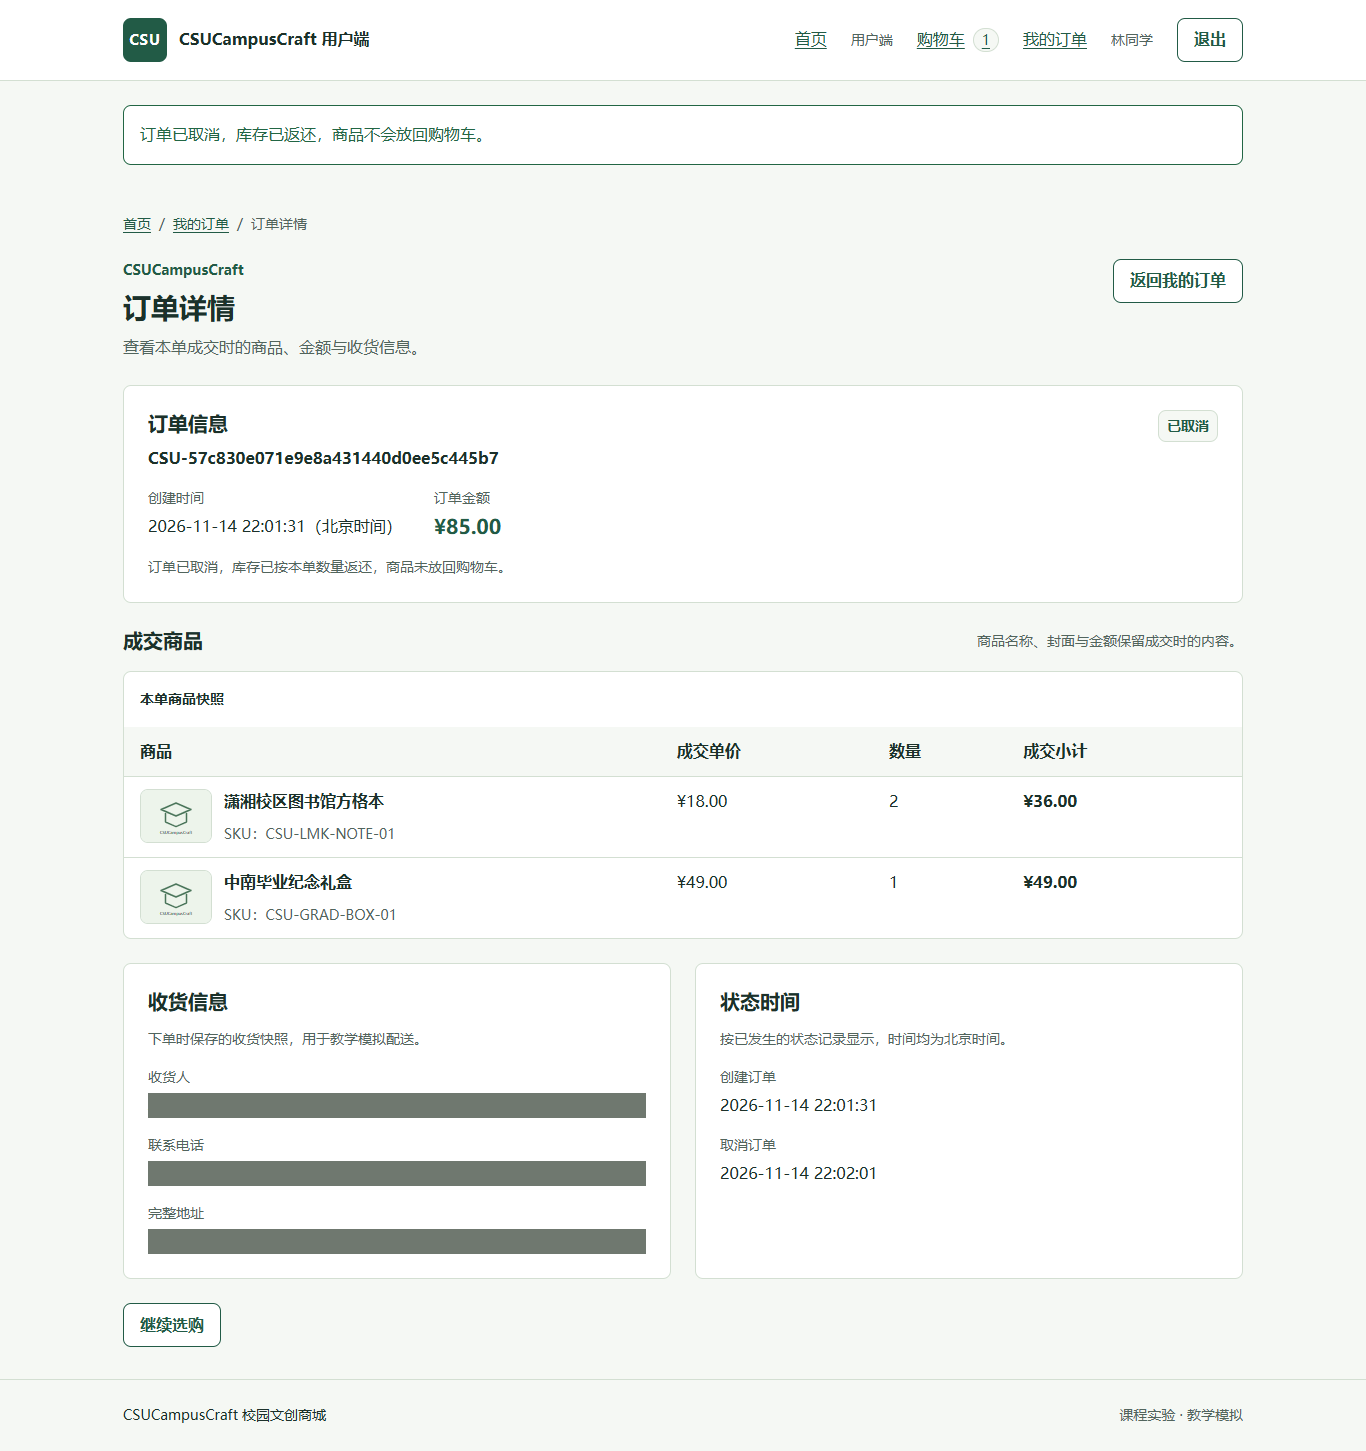 CSU
CSUCampusCraft 用户端
首页
用户端
购物车 1
我的订单
林同学
退出
订单已取消，库存已返还，商品不会放回购物车。
首页 / 我的订单 / 订单详情
CSUCampusCraft
返回我的订单
订单详情
查看本单成交时的商品、金额与收货信息。
订单信息
已取消
CSU-57c830e071e9e8a431440d0ee5c445b7
创建时间
订单金额
2026-11-14 22:01:31（北京时间）
¥85.00
订单已取消，库存已按本单数量返还，商品未放回购物车。
成交商品
商品名称、封面与金额保留成交时的内容。
本单商品快照
商品 成交单价 数量 成交小计
CSUCampusCraft
潇湘校区图书馆方格本 ¥18.00 2 ¥36.00
SKU：CSU-LMK-NOTE-01
CSUCampusCraft
中南毕业纪念礼盒 ¥49.00 1 ¥49.00
SKU：CSU-GRAD-BOX-01
收货信息
下单时保存的收货快照，用于教学模拟配送。
收货人
联系电话
完整地址
状态时间
按已发生的状态记录显示，时间均为北京时间。
创建订单
2026-11-14 22:01:31
取消订单
2026-11-14 22:02:01
继续选购
CSUCampusCraft 校园文创商城
课程实验 · 教学模拟